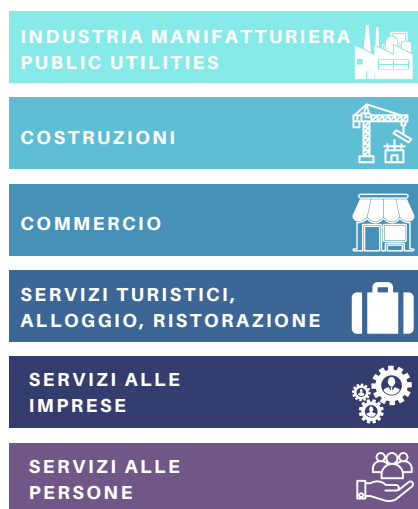 INDUSTRIA MANIFATTURIERA
PUBLIC UTILITIES
COSTRUZIONI
COMMERCIO
SERVIZI TURISTICI,
ALLOGGIO, RISTORAZIONE
SERVIZI ALLE
IMPRESE
SERVIZI ALLE
PERSONE